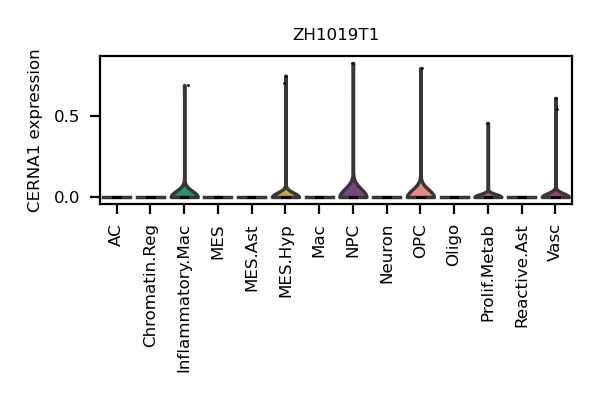 ZH1019T1
CERNA1 expression
0.5
0.0
AC
Chromatin.Reg
Inflammatory.Mac
MES
MES.Ast
MES.Hyp
Mac
NPC
Neuron
OPC
Oligo
Prolif.Metab
Reactive.Ast
Vasc